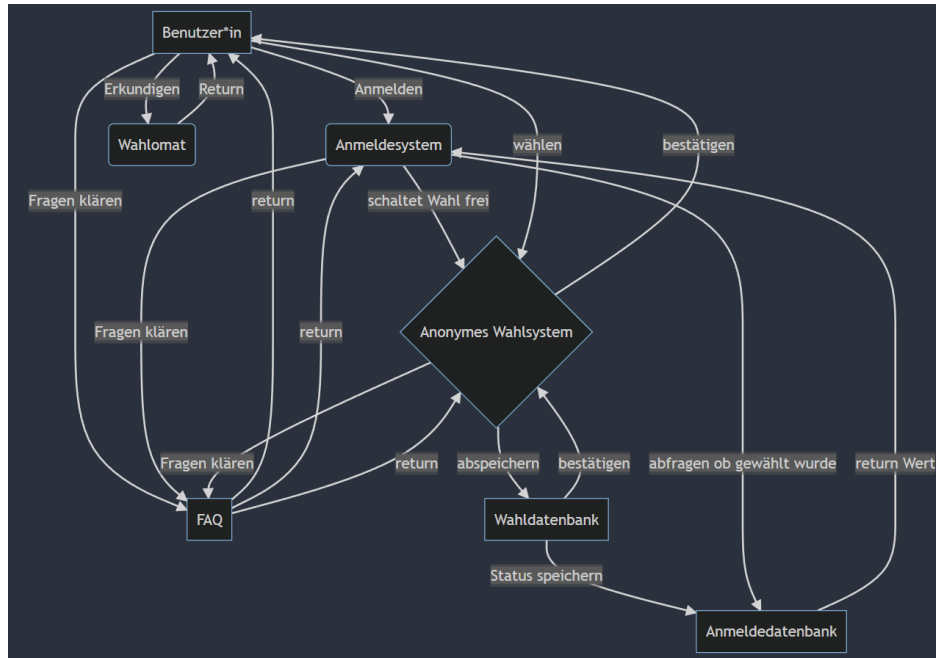 Benutzer*in
Erkundigen
Return
Anmelden
Wahlomat
Anmeldesystem
wählen
bestätigen
Fragen klären
return
schaltet Wahl frei
Fragen klären
return
Anonymes Wahlsystem
Fragen klären
return
abspeichern
bestätigen
abfragen ob gewählt wurde
return Wert
FAQ
Wahldatenbank
Status speichern
Anmeldedatenbank